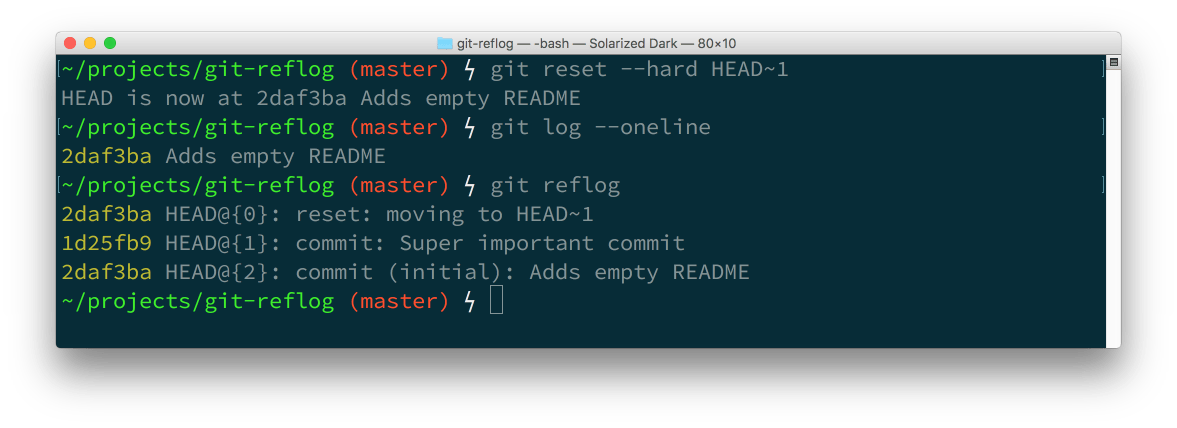 git-reflog — -bash — Solarized Dark — 80×10
[~/projects/git-reflog (master) ϟ git reset --hard HEAD~1 ]
HEAD is now at 2daf3ba Adds empty README
[~/projects/git-reflog (master) ϟ git log --oneline ]
2daf3ba Adds empty README
[~/projects/git-reflog (master) ϟ git reflog ]
2daf3ba HEAD@{0}: reset: moving to HEAD~1
1d25fb9 HEAD@{1}: commit: Super important commit
2daf3ba HEAD@{2}: commit (initial): Adds empty README
~/projects/git-reflog (master) ϟ